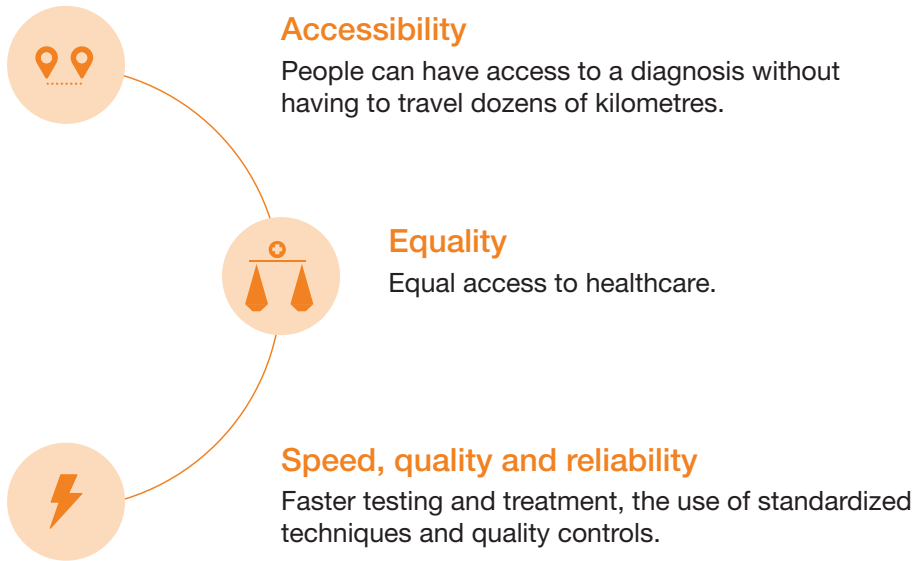 Accessibility
People can have access to a diagnosis without
having to travel dozens of kilometres.
Equality
Equal access to healthcare.
Speed, quality and reliability
Faster testing and treatment, the use of standardized
techniques and quality controls.